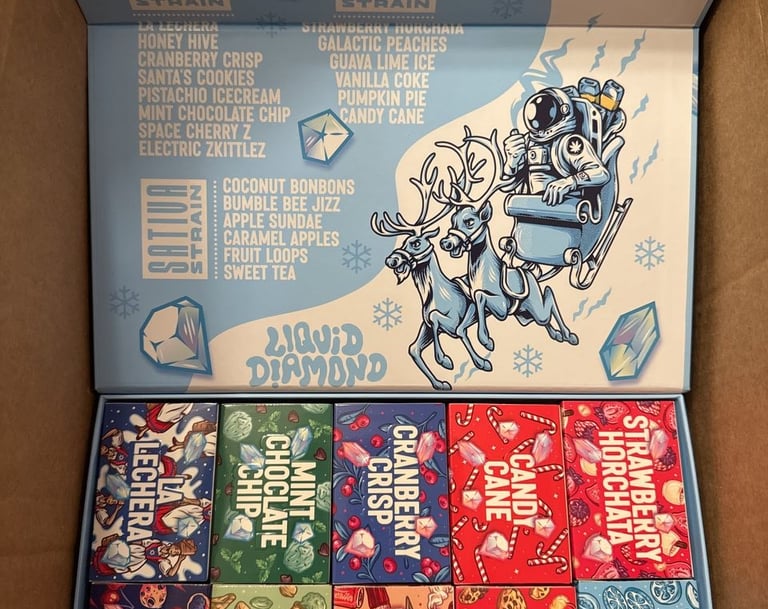 STRAIN
LA LECHERA
HONEY HIVE
CRANBERRY CRISP
SANTA'S COOKIES
PISTACHIO ICECREAM
MINT CHOCOLATE CHIP
SPACE CHERRY Z
ELECTRIC ZKITTLEZ
STRAIN
STRAWBERRY HORCHATA
GALACTIC PEACHES
GUAVA LIME ICE
VANILLA COKE
PUMPKIN PIE
CANDY CANE
SATIVA
STRAIN
COCONUT BONBONS
BUMBLE BEE JIZZ
APPLE SUNDAE
CARAMEL APPLES
FRUIT LOOPS
SWEET TEA
LIQUID
DIAMOND
LA
LECHERA
MINT
CHOCLATE
CHIP
CRANBERRY
CRISP
CANDY
CANE
STRAWBERRY
HORCHATA